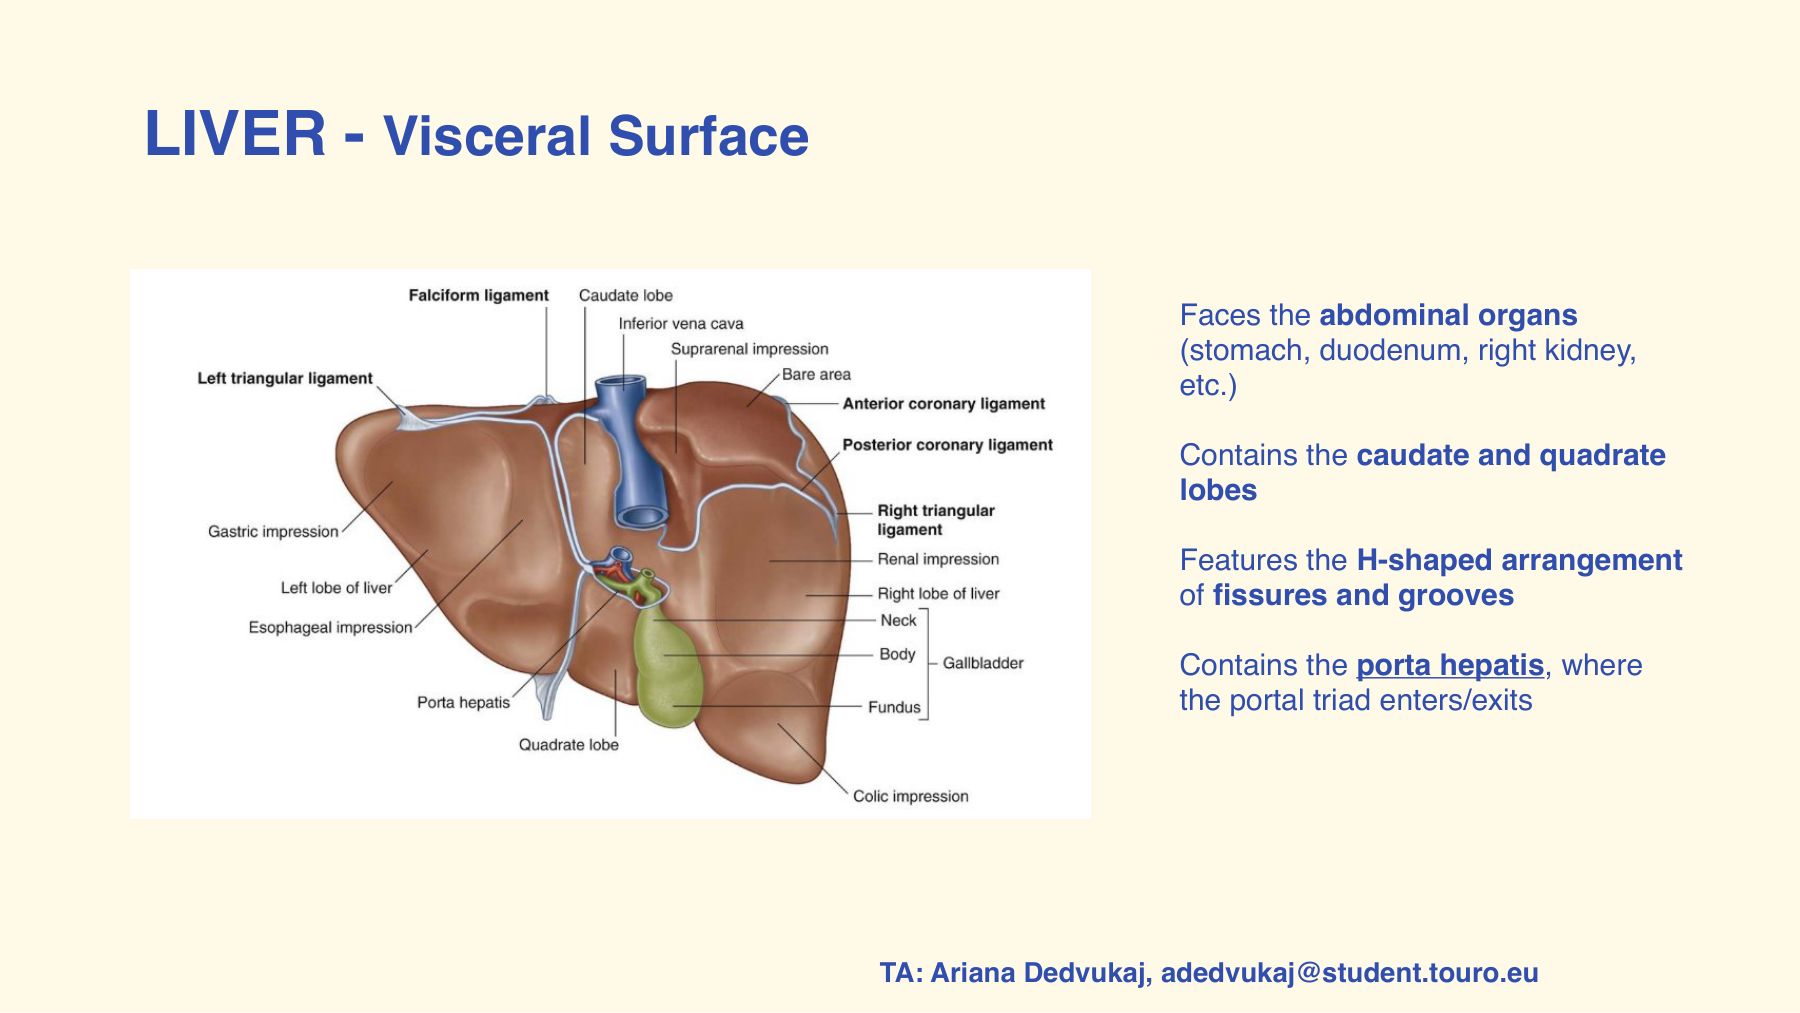 LIVER - Visceral Surface
Falciform ligament
Caudate lobe
Inferior vena cava
Suprarenal impression
Bare area
Left triangular ligament
Anterior coronary ligament
Posterior coronary ligament
Right triangular
ligament
Gastric impression
Renal impression
Left lobe of liver
Right lobe of liver
Esophageal impression
Neck
Body
Gallbladder
Porta hepatis
Fundus
Quadrate lobe
Colic impression
Faces the abdominal organs
(stomach, duodenum, right kidney,
etc.)
Contains the caudate and quadrate
lobes
Features the H-shaped arrangement
of fissures and grooves
Contains the porta hepatis, where
the portal triad enters/exits
TA: Ariana Dedvukaj, adedvukaj@student.touro.eu